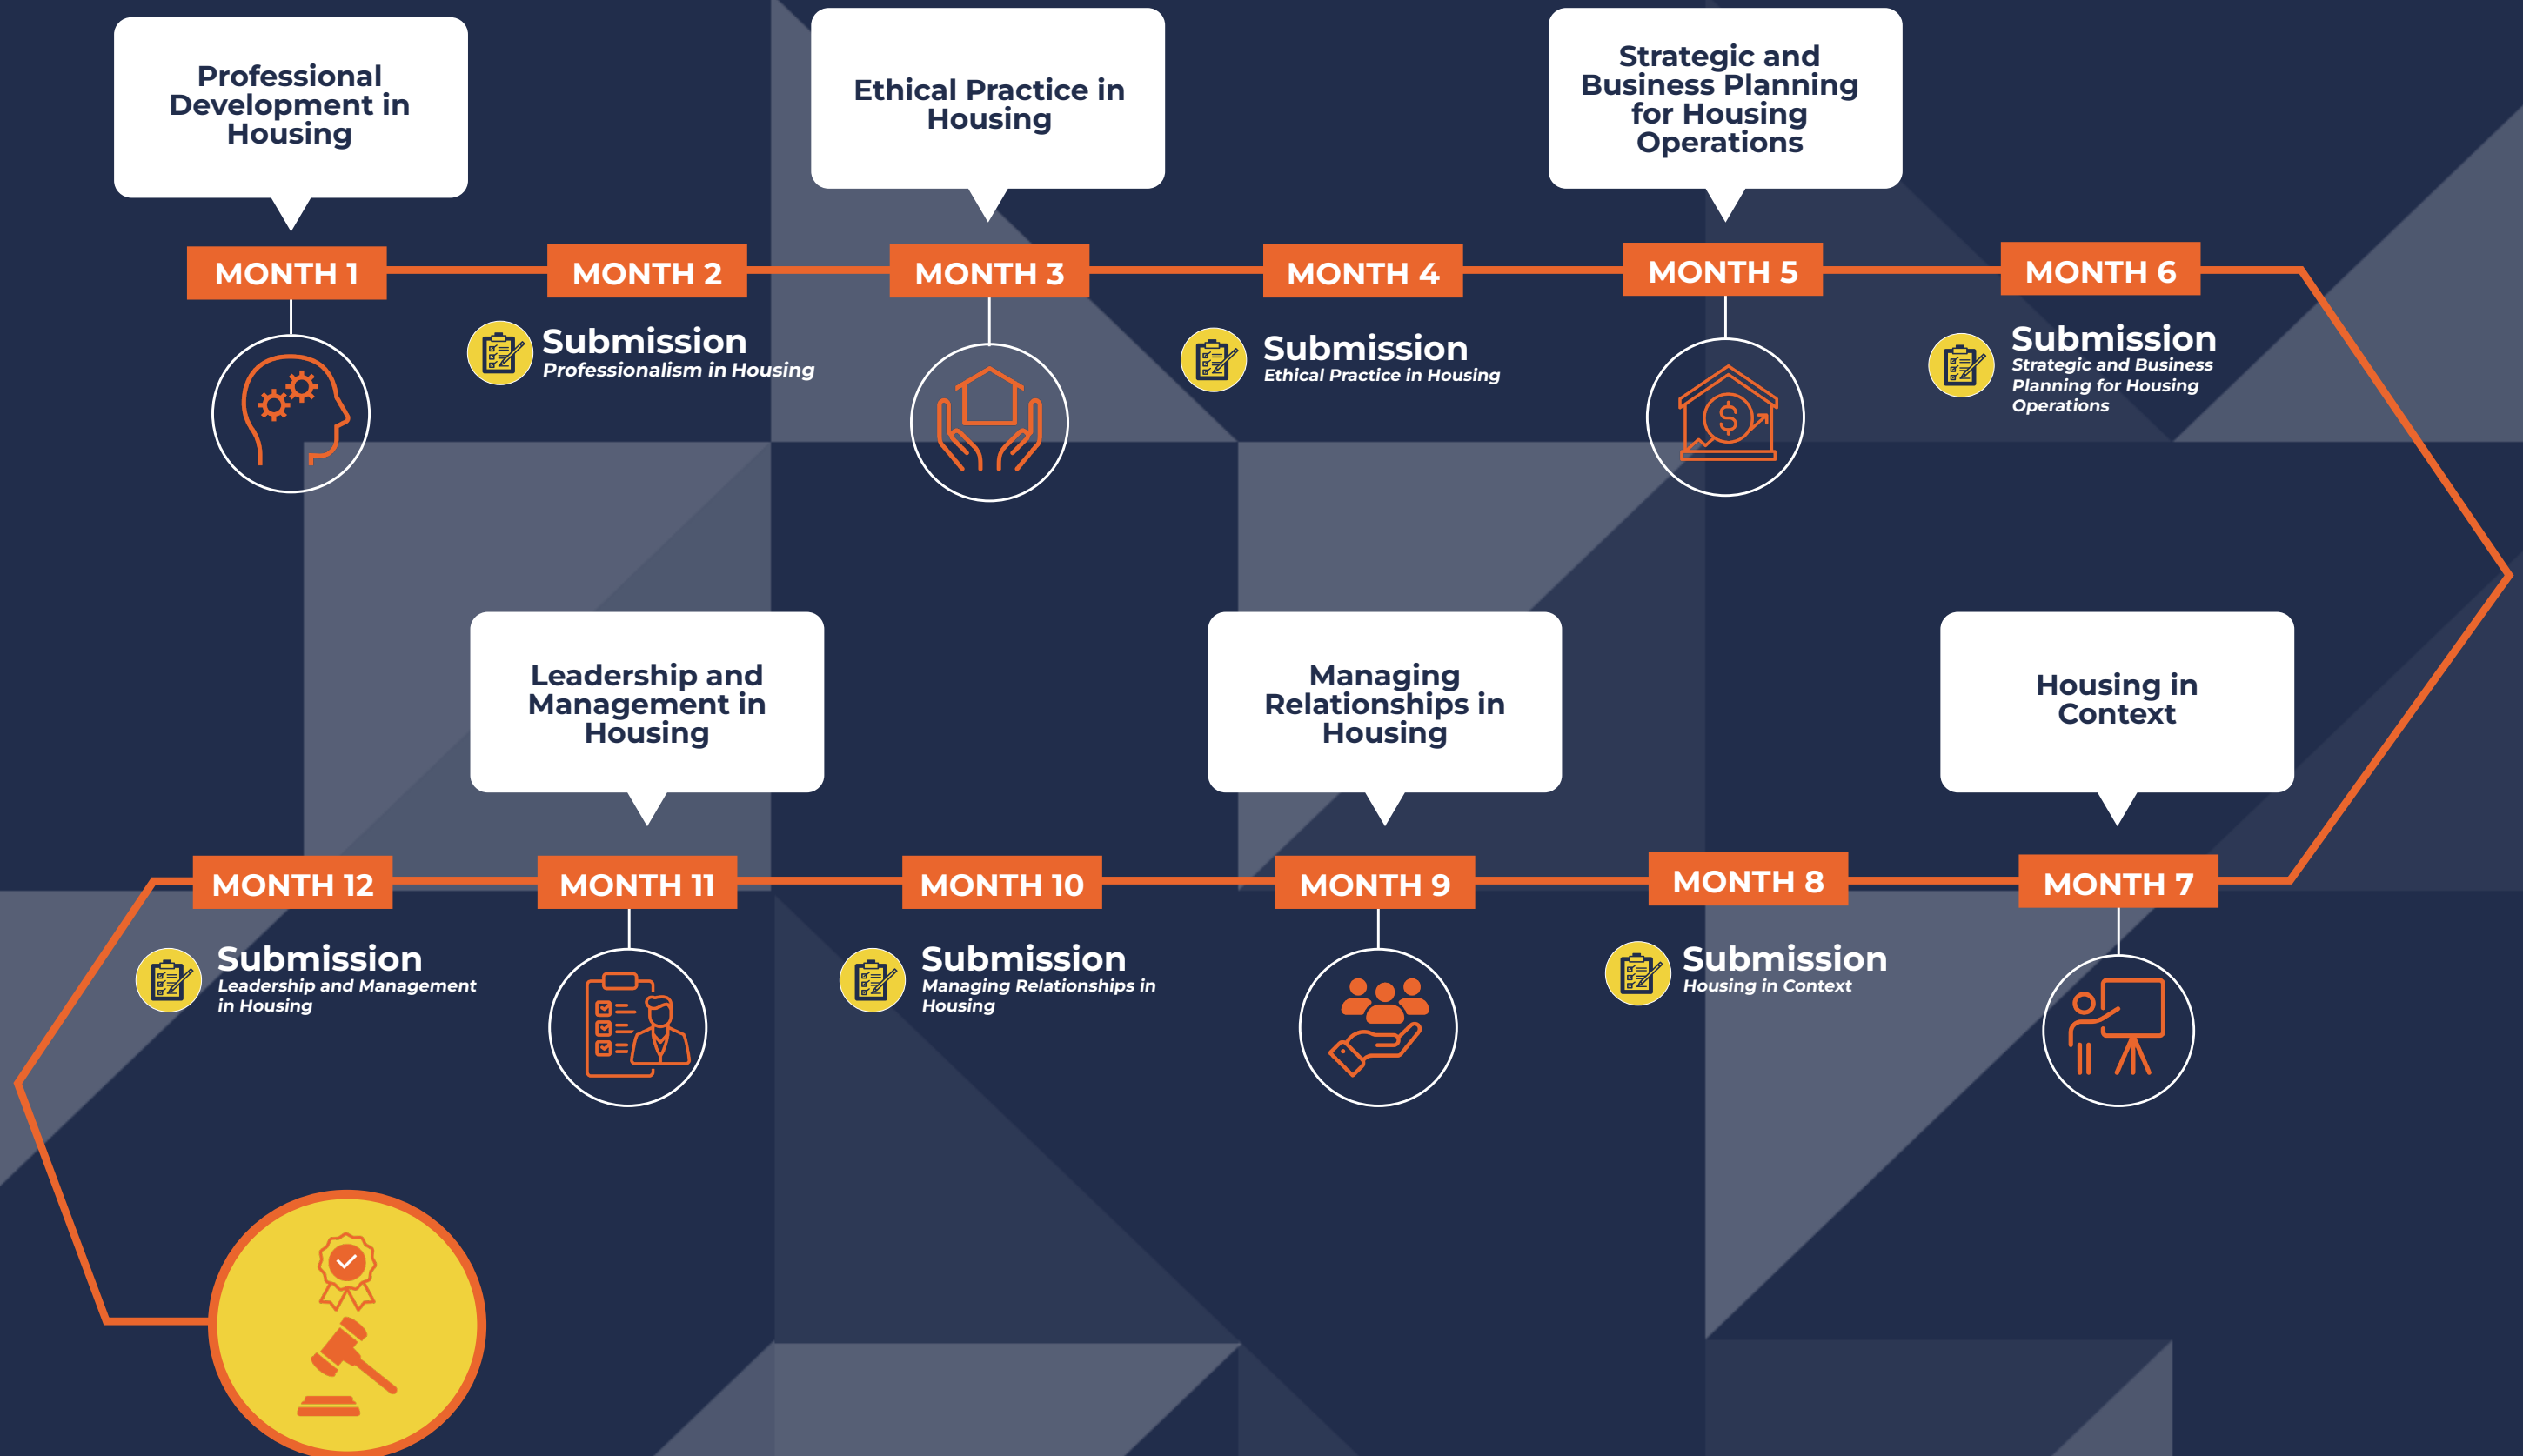 Professional
Development in
Housing
Ethical Practice in
Housing
Strategic and
Business Planning
for Housing
Operations
MONTH 1
MONTH 2
MONTH 3
MONTH 4
MONTH 5
MONTH 6
Submission
Professionalism in Housing
Submission
Ethical Practice in Housing
Submission
Strategic and Business
Planning for Housing
Operations
Leadership and
Management in
Housing
Managing
Relationships in
Housing
Housing in
Context
MONTH 12
MONTH 11
MONTH 10
MONTH 9
MONTH 8
MONTH 7
Submission
Leadership and Management
in Housing
Submission
Managing Relationships in
Housing
Submission
Housing in Context